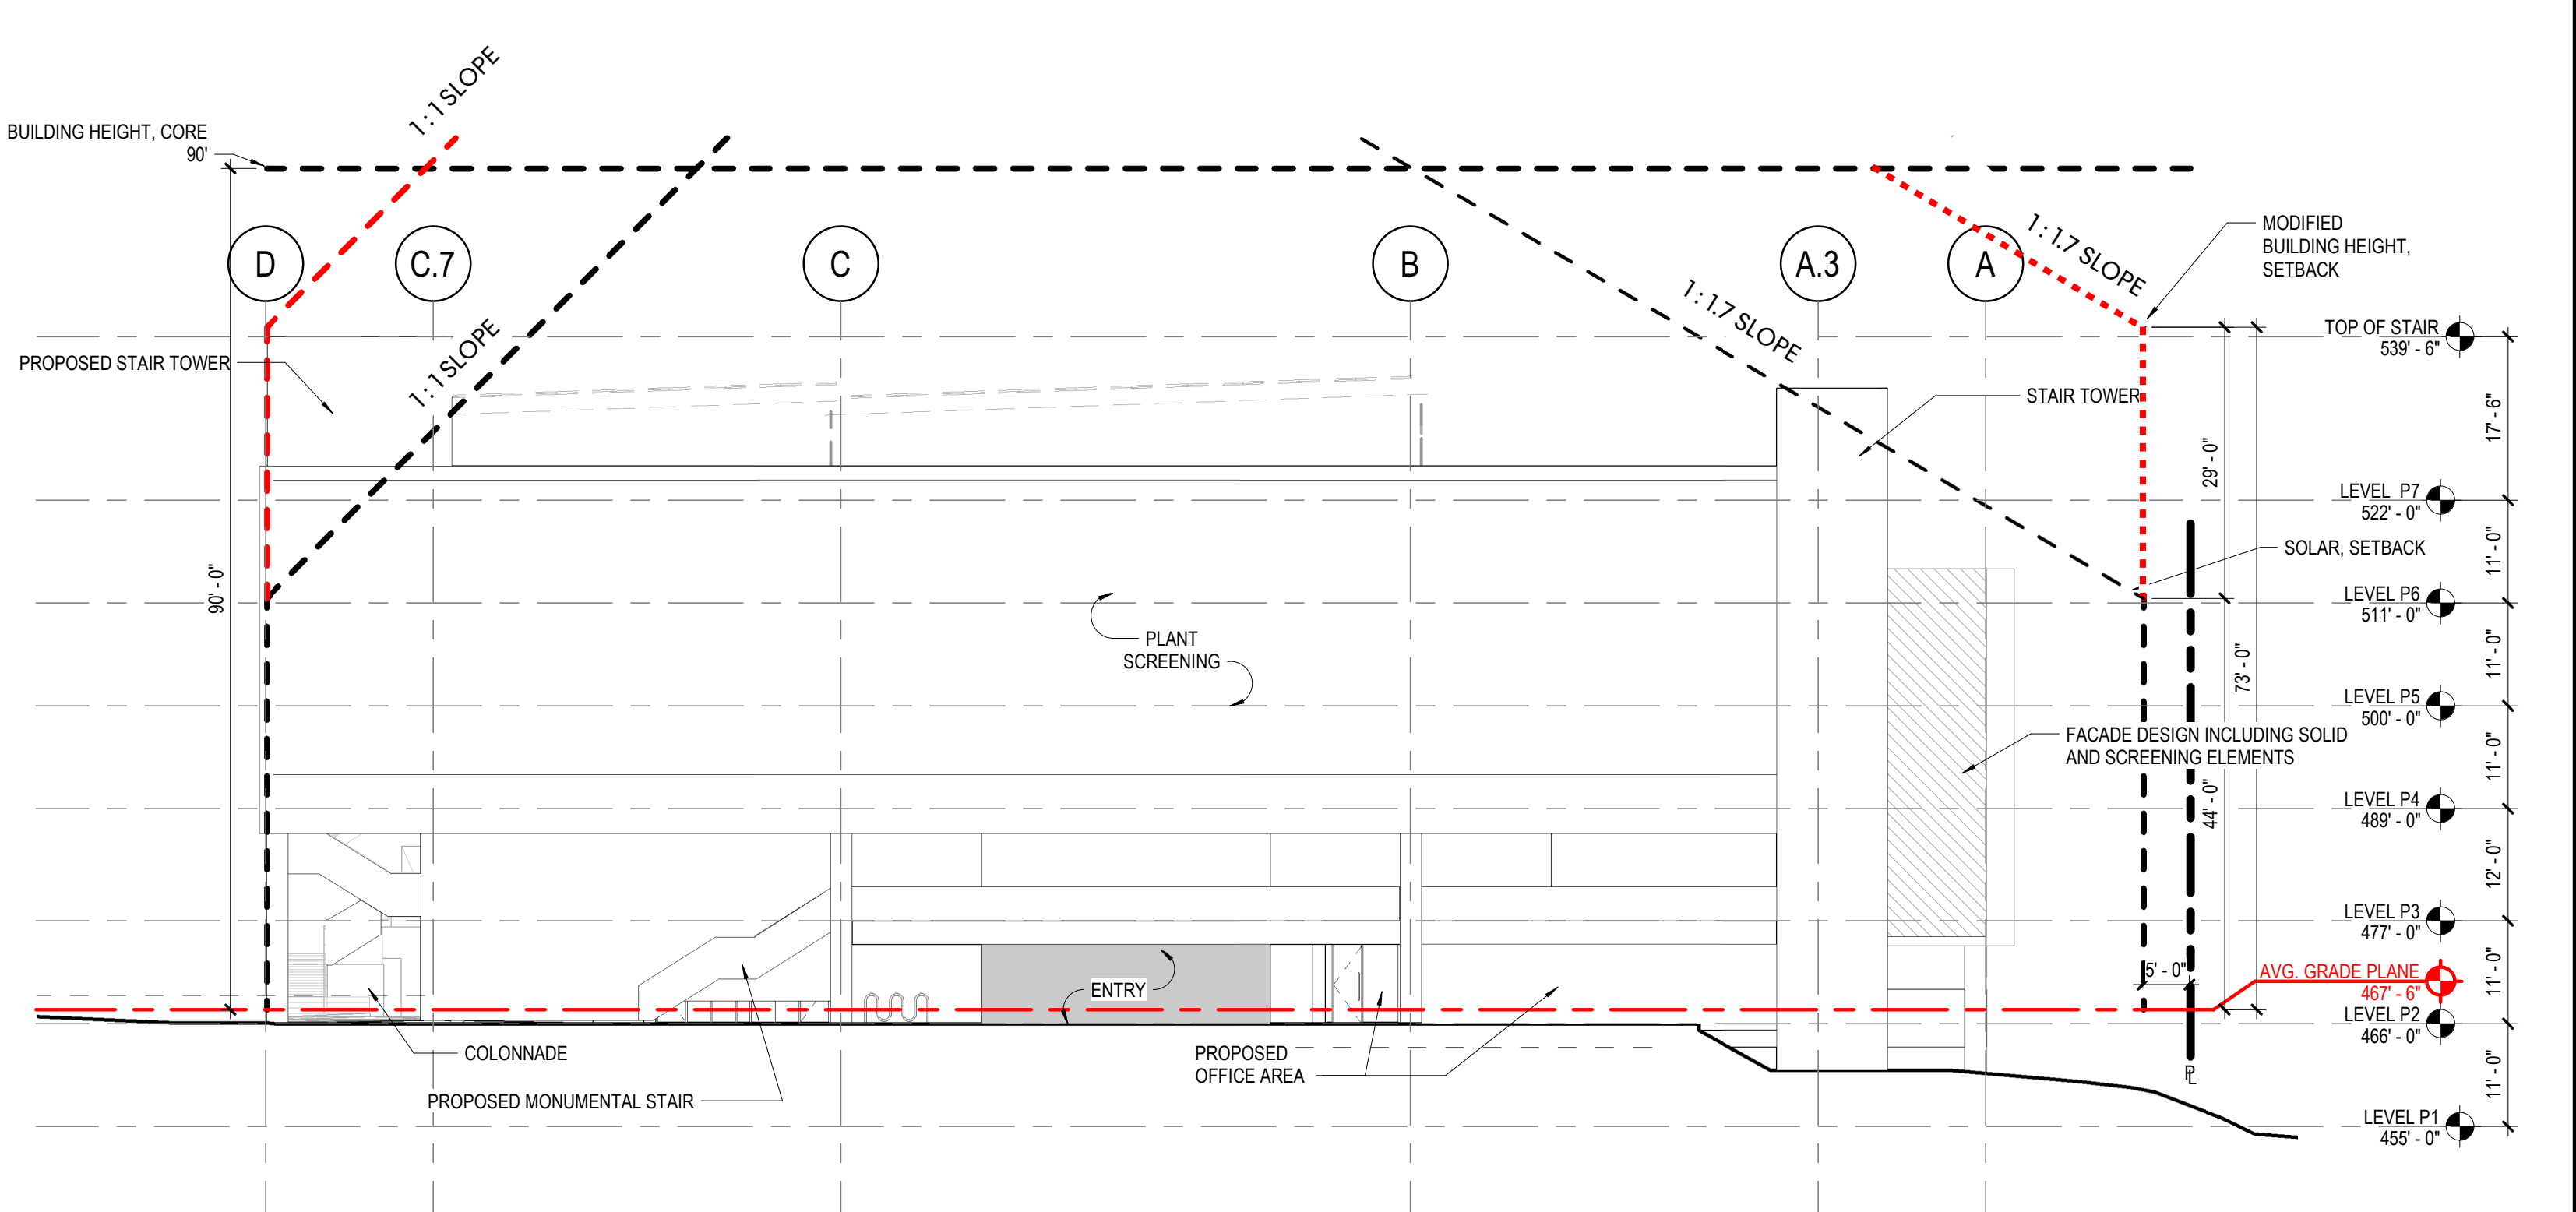 1:1 SLOPE
BUILDING HEIGHT, CORE
90'
D
C.7
C
B
A.3
A
1:1.7 SLOPE
MODIFIED
BUILDING HEIGHT,
SETBACK
1:1.7 SLOPE
1:1 SLOPE
PROPOSED STAIR TOWER
TOP OF STAIR
539' - 6"
STAIR TOWER
17' - 6"
29' - 0"
LEVEL P7
522' - 0"
SOLAR, SETBACK
11' - 0"
90' - 0"
LEVEL P6
511' - 0"
PLANT
SCREENING
73' - 0"
11' - 0"
LEVEL P5
500' - 0"
FACADE DESIGN INCLUDING SOLID
AND SCREENING ELEMENTS
11' - 0"
LEVEL P4
489' - 0"
44' - 0"
12' - 0"
LEVEL P3
477' - 0"
5' - 0"
AVG. GRADE PLANE
467' - 6"
11' - 0"
ENTRY
LEVEL P2
466' - 0"
COLONNADE
PROPOSED
OFFICE AREA
PL
11' - 0"
PROPOSED MONUMENTAL STAIR
LEVEL P1
455' - 0"